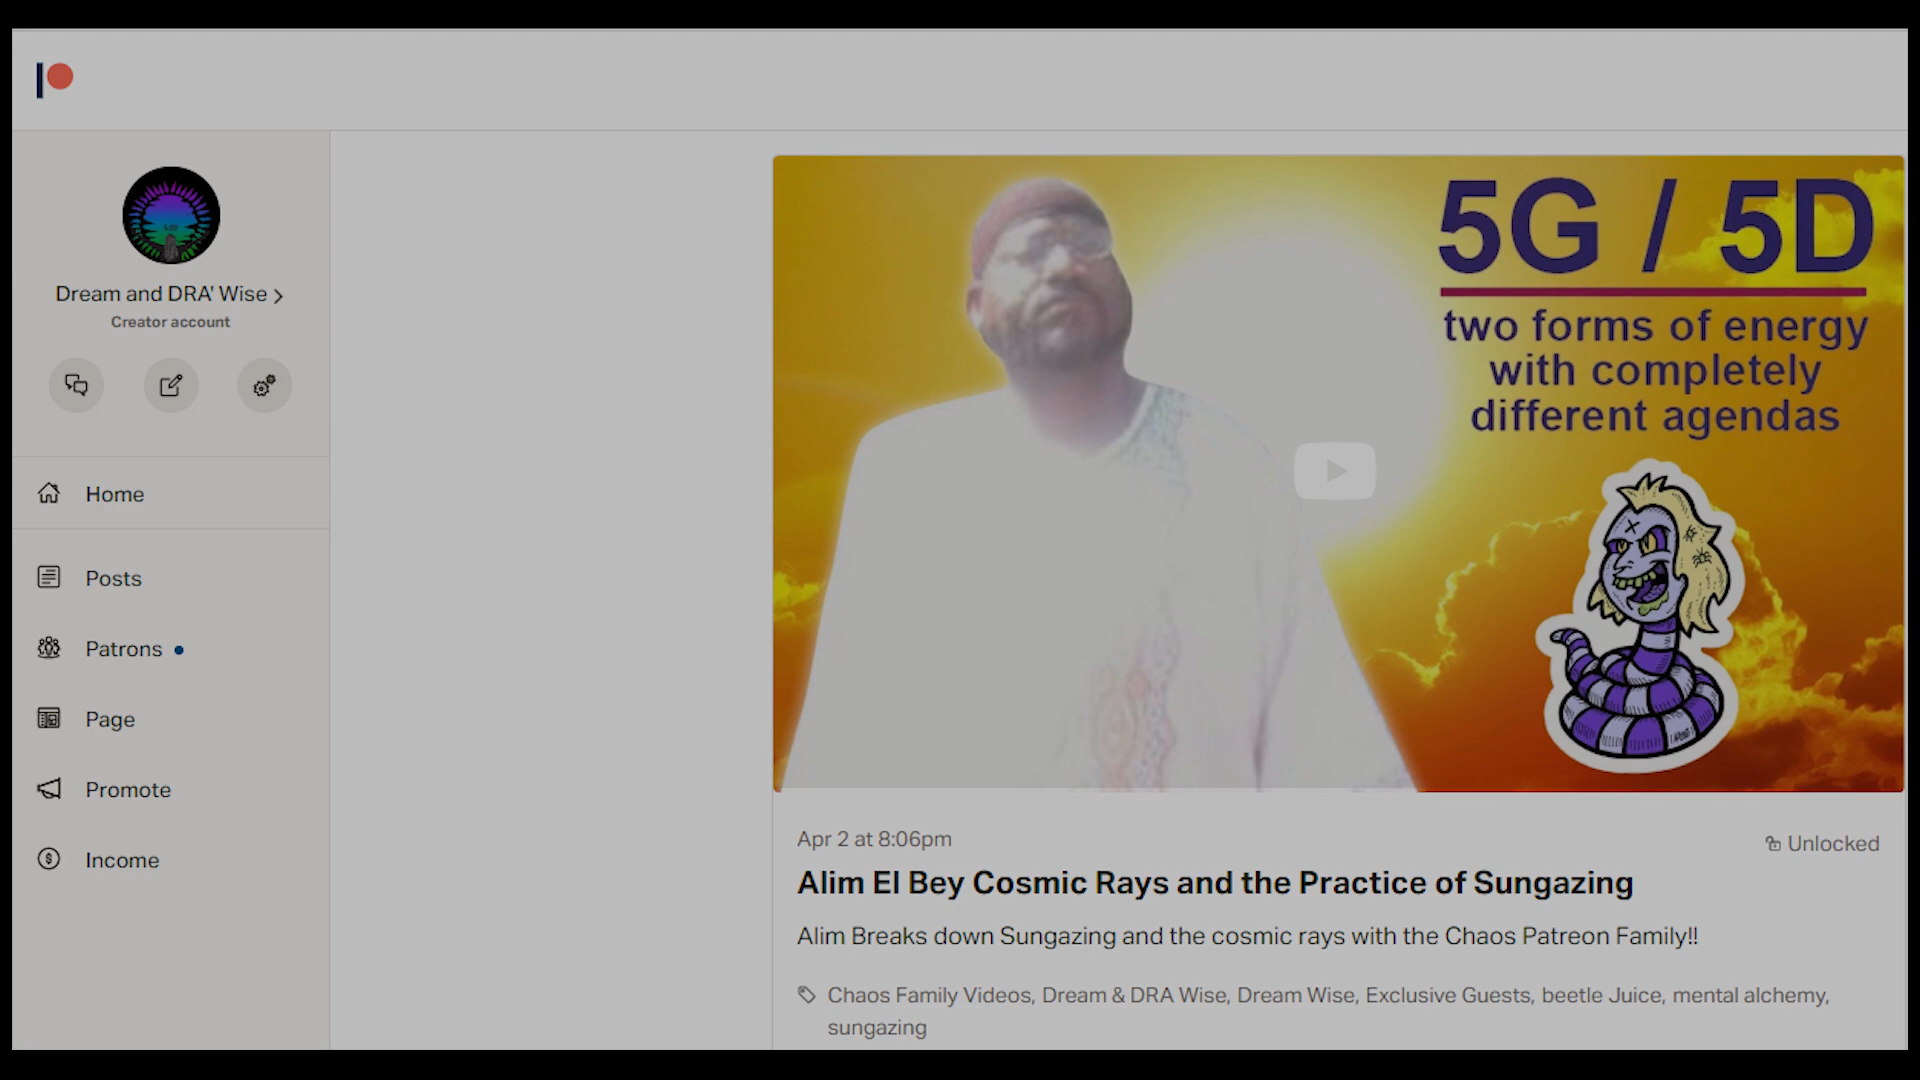 Dream and DRA' Wise
Creator account
Home
Posts
Patrons
Page
Promote
Income
5G / 5D
two forms of energy
with completely
different agendas
Apr 2 at 8:06pm
Unlocked
Alim El Bey Cosmic Rays and the Practice of Sungazing
Alim Breaks down Sungazing and the cosmic rays with the Chaos Patreon Family!!
Chaos Family Videos, Dream & DRA Wise, Dream Wise, Exclusive Guests, beetle Juice, mental alchemy,
sungazing